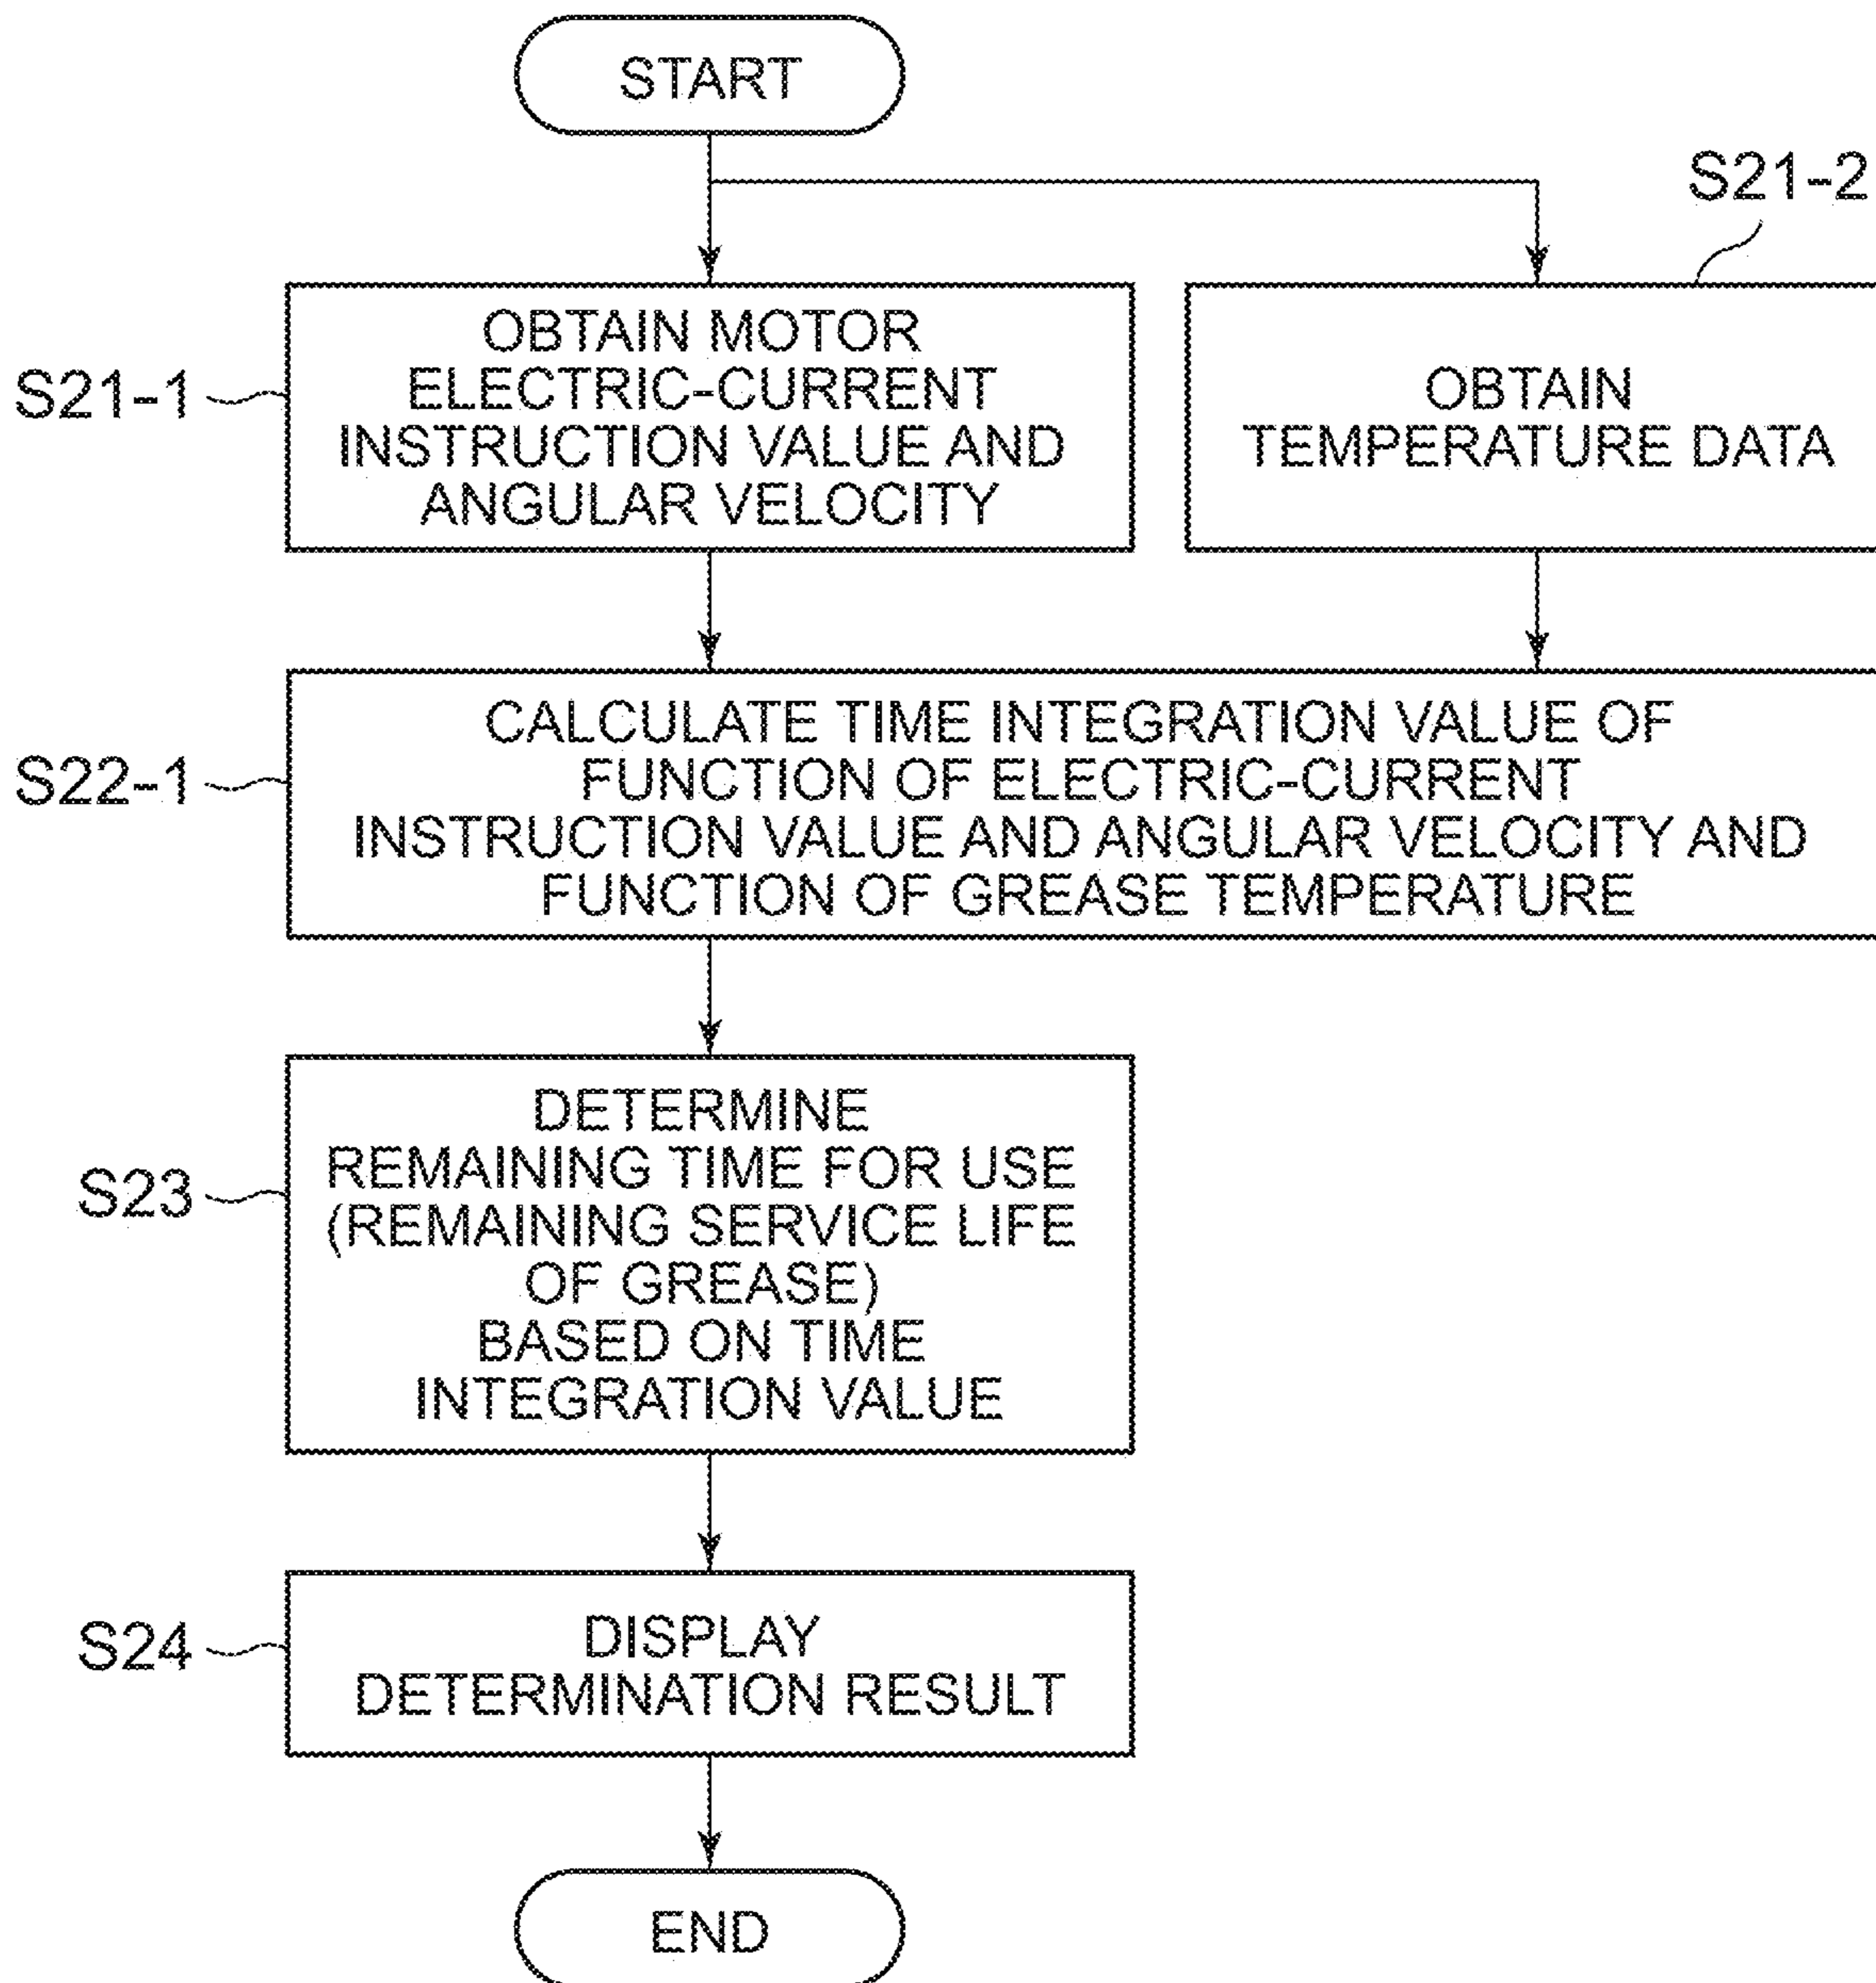 START
S21-2
S21-1
OBTAIN MOTOR
ELECTRIC-CURRENT
INSTRUCTION VALUE AND
ANGULAR VELOCITY
OBTAIN
TEMPERATURE DATA
S22-1
CALCULATE TIME INTEGRATION VALUE OF
FUNCTION OF ELECTRIC-CURRENT
INSTRUCTION VALUE AND ANGULAR VELOCITY AND
FUNCTION OF GREASE TEMPERATURE
S23
DETERMINE
REMAINING TIME FOR USE
(REMAINING SERVICE LIFE
OF GREASE)
BASED ON TIME
INTEGRATION VALUE
S24
DISPLAY
DETERMINATION RESULT
END